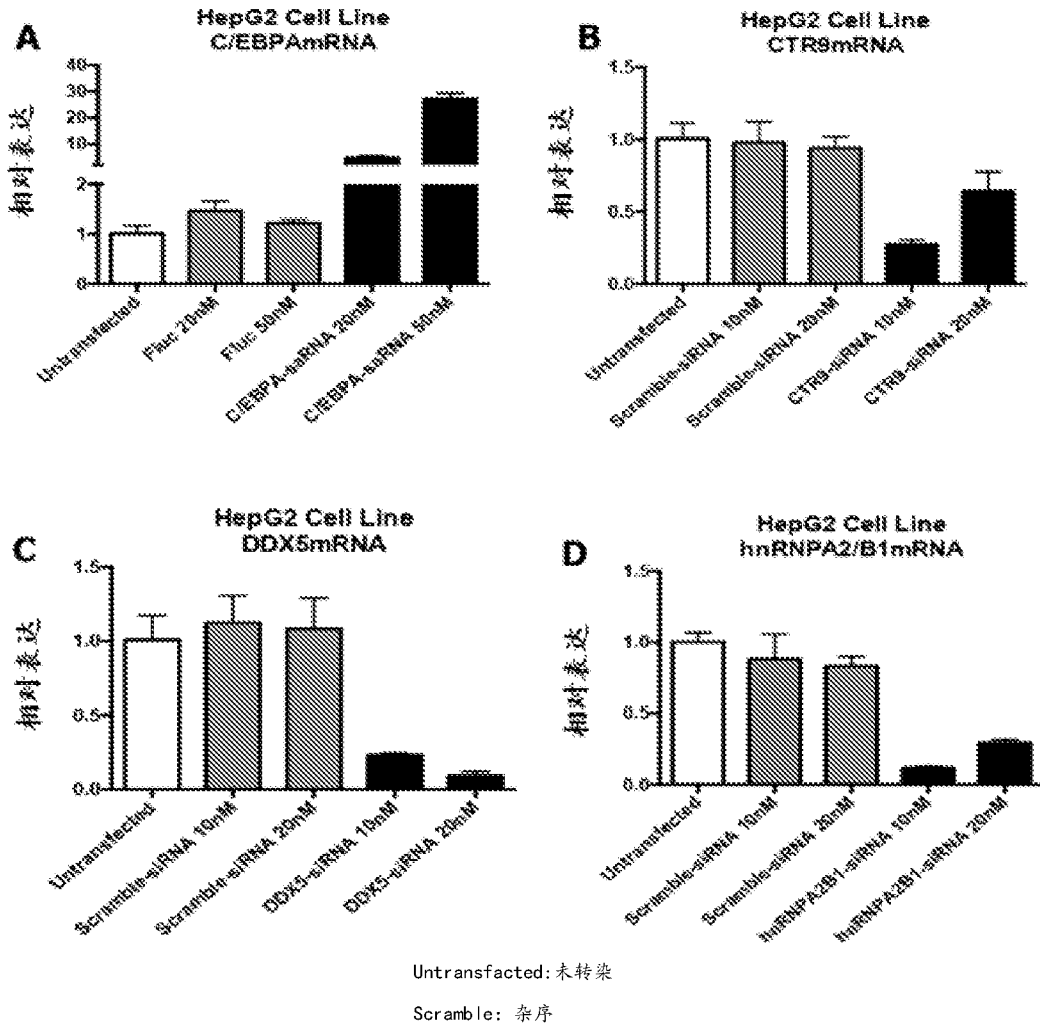 A
HepG2 Cell Line
C/EBPAmRNA
相对表达
40
30
20
10
2
1
0
Untransfected
Fluc 20nM
Fluc 50nM
C/EBPA-saRNA 20nM
C/EBPA-saRNA 50nM
B
HepG2 Cell Line
CTR9mRNA
相对表达
1.5
1.0
0.5
0.0
Untransfected
Scramble-siRNA 10nM
Scramble-siRNA 20nM
CTR9-siRNA 10nM
CTR9-siRNA 20nM
C
HepG2 Cell Line
DDX5mRNA
相对表达
1.5
1.0
0.5
0.0
Untransfected
Scramble-siRNA 10nM
Scramble-siRNA 20nM
DDX5-siRNA 10nM
DDX5-siRNA 20nM
D
HepG2 Cell Line
hnRNPA2/B1mRNA
相对表达
1.5
1.0
0.5
0.0
Untransfected
Scramble-siRNA 10nM
Scramble-siRNA 20nM
hnRNPA2B1-siRNA 10nM
hnRNPA2B1-siRNA 20nM
Untransfacted:未转染
Scramble: 杂序